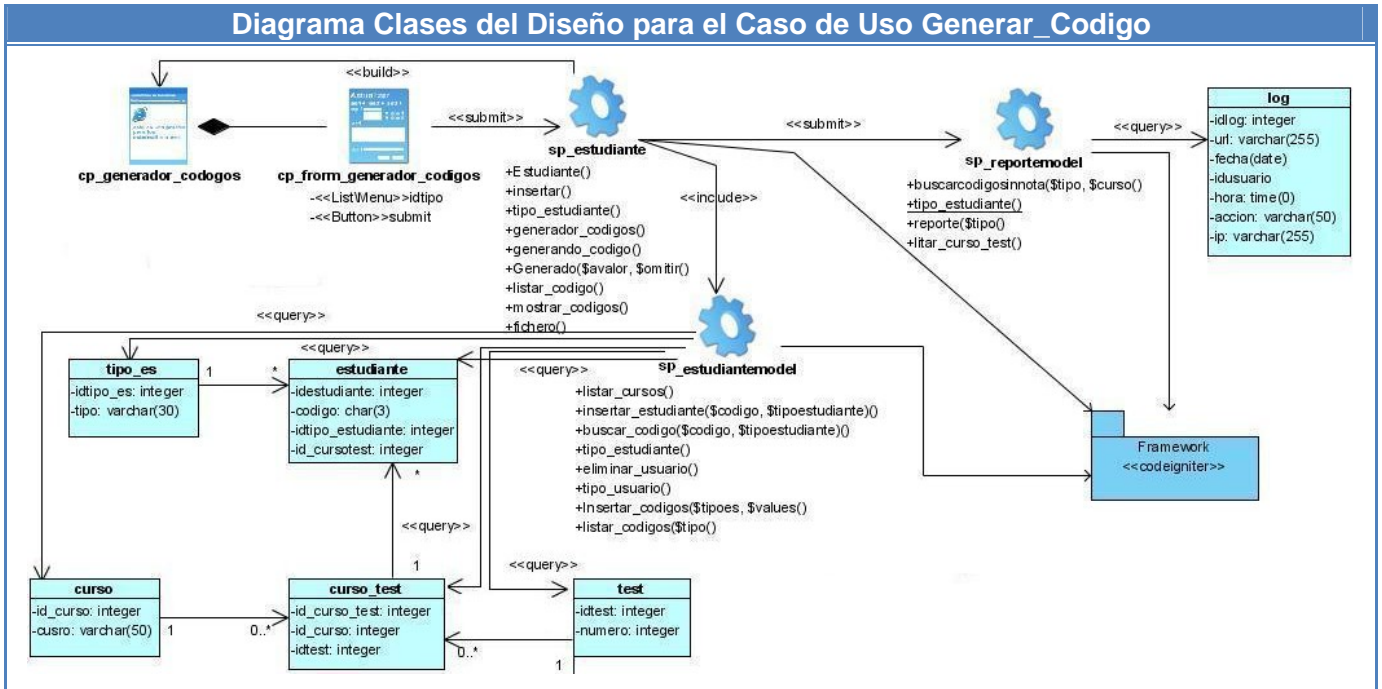 Diagrama Clases del Diseño para el Caso de Uso Generar_Codigo
<<build>>
cp_generador_codogos
cp_frorm_generador_codigos
-<<List\Menu>>idtipo
-<<Button>>submit
<<submit>>
sp_estudiante
+Estudiante()
+insertar()
+tipo_estudiante()
+generador_codigos()
+generando_codigo()
+Generado($avalor, $omitir()
+listar_codigo()
+mostrar_codigos()
+fichero()
<<submit>>
<<include>>
sp_reportemodel
+buscarcodigosinnota($tipo, $curso()
+tipo_estudiante()
+reporte($tipo()
+litar_curso_test()
<<query>>
log
-idlog: integer
-url: varchar(255)
-fecha(date)
-idusuario
-hora: time(0)
-accion: varchar(50)
-ip: varchar(255)
<<query>>
<<query>>
<<query>>
tipo_es
-idtipo_es: integer
-tipo: varchar(30)
1
*
estudiante
-idestudiante: integer
-codigo: char(3)
-idtipo_estudiante: integer
-id_cursotest: integer
sp_estudiantemodel
+listar_cursos()
+insertar_estudiante($codigo, $tipoestudiante)()
+buscar_codigo($codigo, $tipoestudiante)()
+tipo_estudiante()
+eliminar_usuario()
+tipo_usuario()
+Insertar_codigos($tipoes, $values()
+listar_codigos($tipo()
Framework
<<codeigniter>>
*
<<query>>
1
<<query>>
curso
-id_curso: integer
-cusro: varchar(50)
1
0..*
curso_test
-id_curso_test: integer
-id_curso: integer
-idtest: integer
0..*
1
test
-idtest: integer
-numero: integer